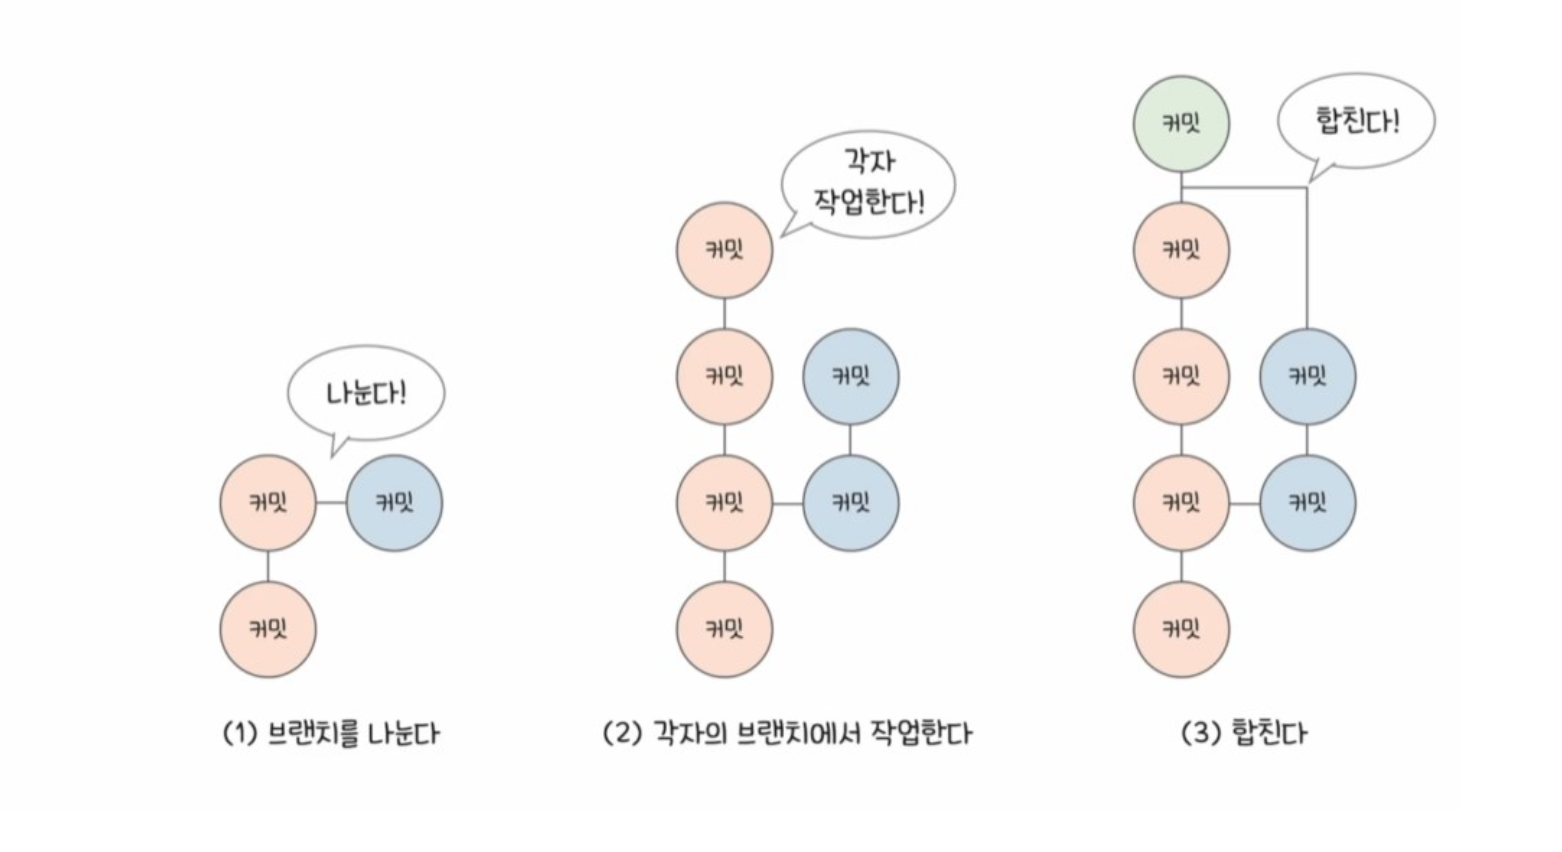 나눈다!
커밋
커밋
커밋
(1) 브랜치를 나눈다
각자
작업한다!
커밋
커밋
커밋
커밋
커밋
커밋
(2) 각자의 브랜치에서 작업한다
합친다!
커밋
커밋
커밋
커밋
커밋
커밋
커밋
(3) 합친다